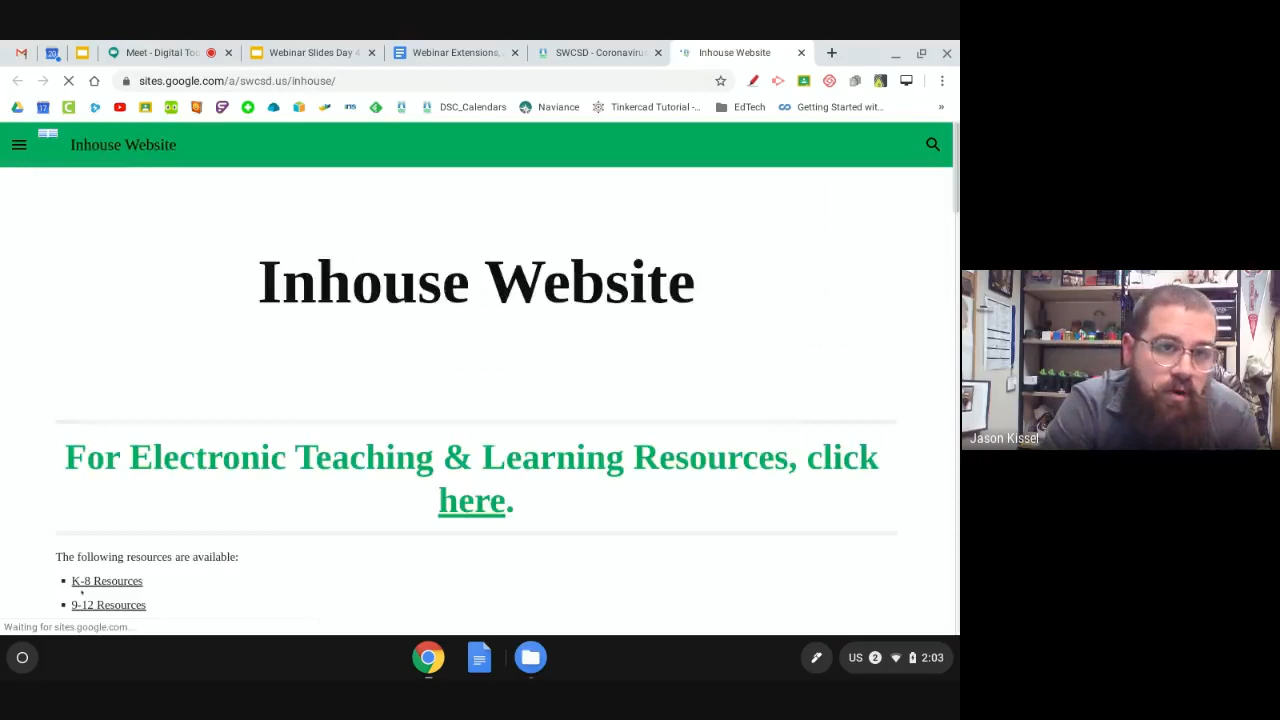 Meet - Digital Too
Webinar Slides Day 4
Webinar Extensions,
SWCSD - Coronavirus
Inhouse Website
sites.google.com/a/swcsd.us/inhouse/
DSC_Calendars
Naviance
Tinkercad Tutorial -...
EdTech
Getting Started wit...
Inhouse Website
Inhouse Website
For Electronic Teaching & Learning Resources, click
here.
The following resources are available:
K-8 Resources
9-12 Resources
Waiting for sites.google.com...
US 2 2:03
Jason Kissel